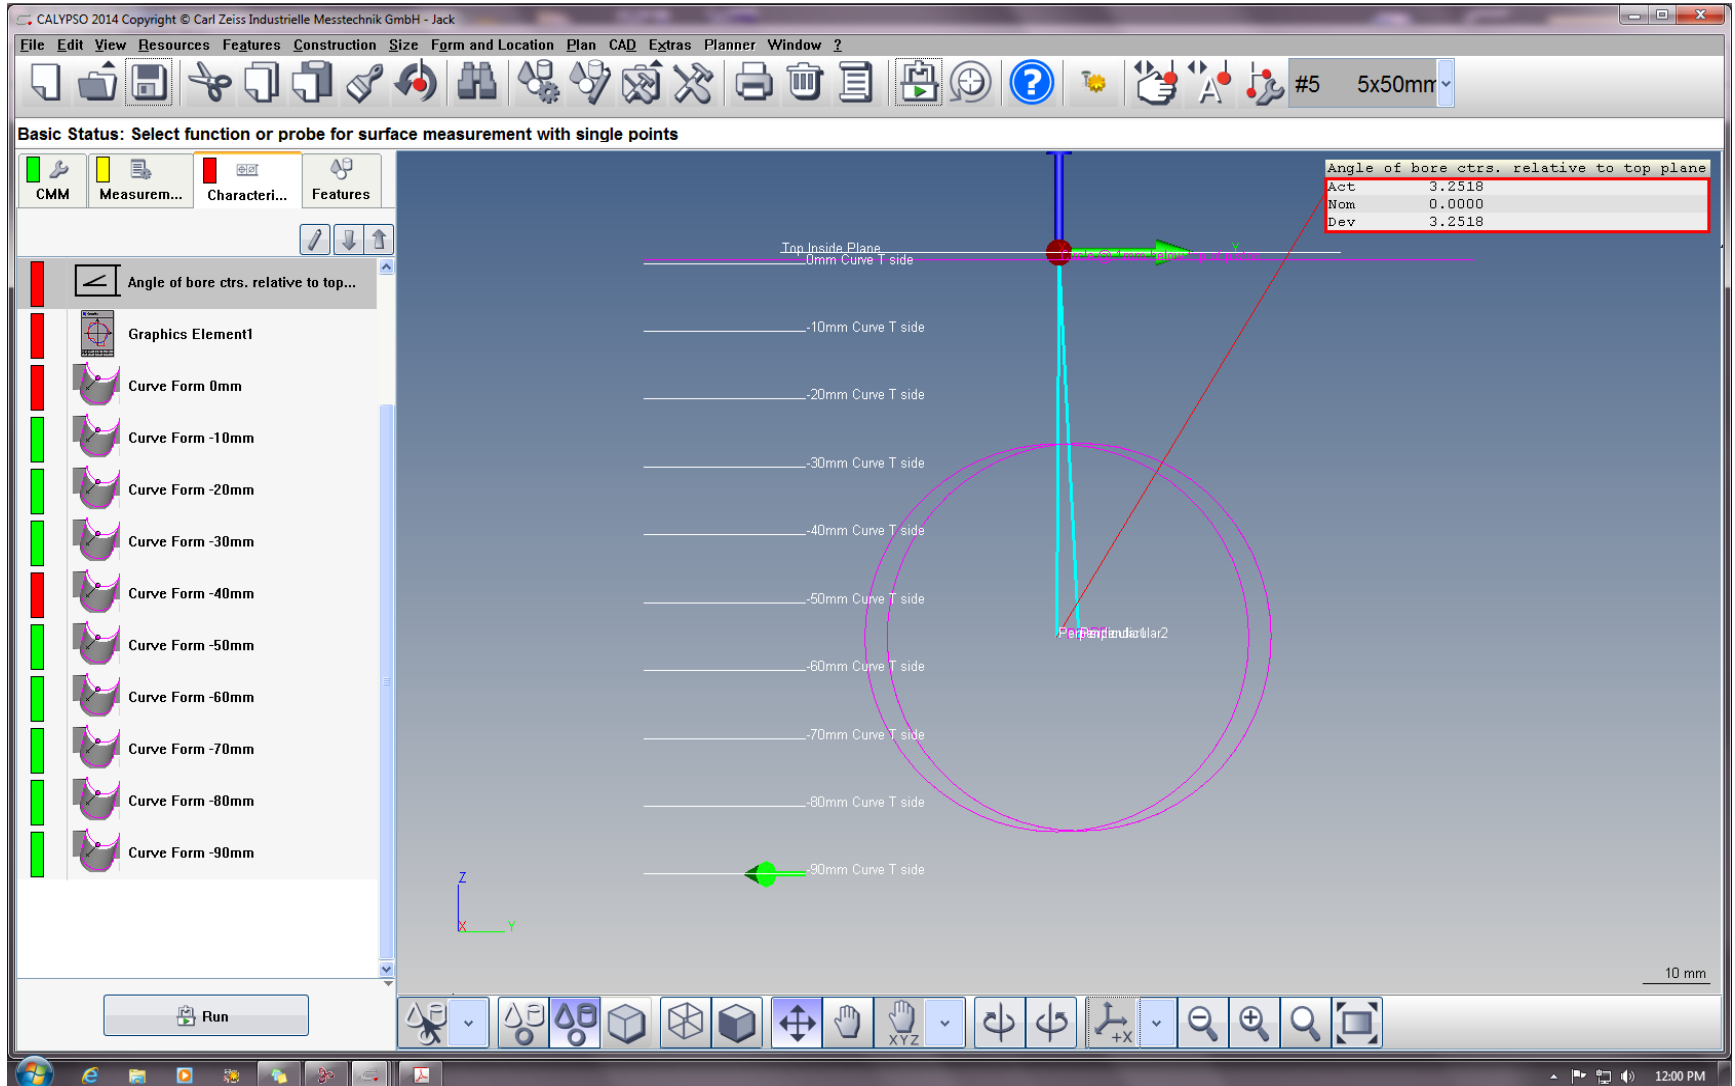 CALYPSO 2014 Copyright © Carl Zeiss Industrielle Messtechnik GmbH - Jack
File Edit View Resources Features Construction Size Form and Location Plan CAD Extras Planner Window ?
#5 5x50mm
Basic Status: Select function or probe for surface measurement with single points
CMM
Measurem...
Characteri...
Features
Angle of bore ctrs. relative to top...
Graphics Element1
Curve Form 0mm
Curve Form -10mm
Curve Form -20mm
Curve Form -30mm
Curve Form -40mm
Curve Form -50mm
Curve Form -60mm
Curve Form -70mm
Curve Form -80mm
Curve Form -90mm
Run
Angle of bore ctrs. relative to top plane
Act 3.2518
Nom 0.0000
Dev 3.2518
Top Inside Plane
Y
0mm Curve T side
-10mm Curve T side
-20mm Curve T side
-30mm Curve T side
-40mm Curve T side
-50mm Curve T side
-60mm Curve T side
-70mm Curve T side
-80mm Curve T side
-90mm Curve T side
Perpendicular2
Z
X Y
10 mm
XYZ
+X
12:00 PM